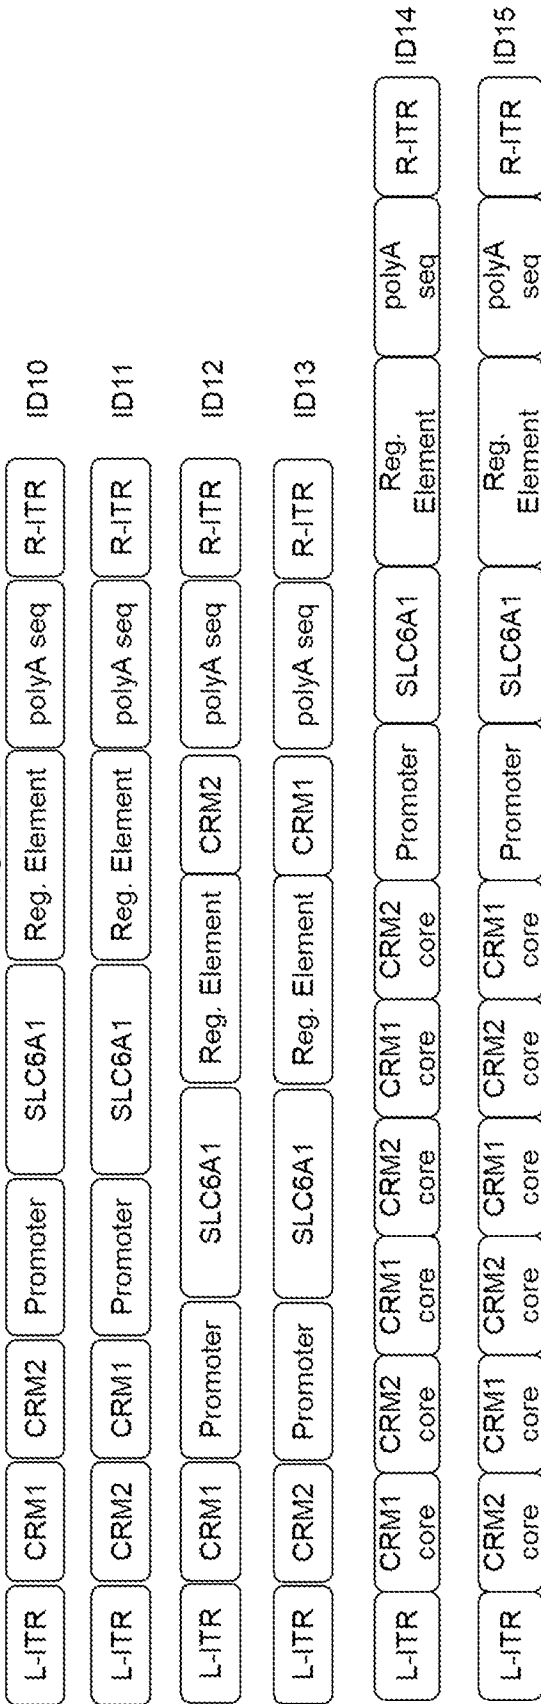 L-ITR CRM1 CRM2 Promoter SLC6A1 Reg. Element polyA seq R-ITR ID10
L-ITR CRM2 CRM1 Promoter SLC6A1 Reg. Element polyA seq R-ITR ID11
L-ITR CRM1 Promoter SLC6A1 Reg. Element CRM2 polyA seq R-ITR ID12
L-ITR CRM2 Promoter SLC6A1 Reg. Element CRM1 polyA seq R-ITR ID13
L-ITR CRM1 core CRM2 core CRM1 core CRM2 core CRM1 core CRM2 core Promoter SLC6A1 Reg. Element polyA seq R-ITR ID14
L-ITR CRM2 core CRM1 core CRM2 core CRM1 core CRM2 core CRM1 core Promoter SLC6A1 Reg. Element polyA seq R-ITR ID15